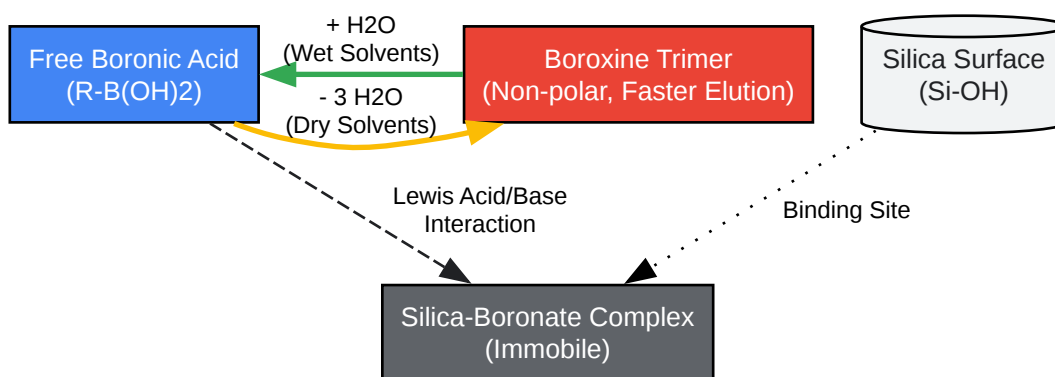 Free Boronic Acid
(R-B(OH)2)
+ H2O
(Wet Solvents)
- 3 H2O
(Dry Solvents)
Boroxine Trimer
(Non-polar, Faster Elution)
Silica Surface
(Si-OH)
Lewis Acid/Base
Interaction
Binding Site
Silica-Boronate Complex
(Immobile)